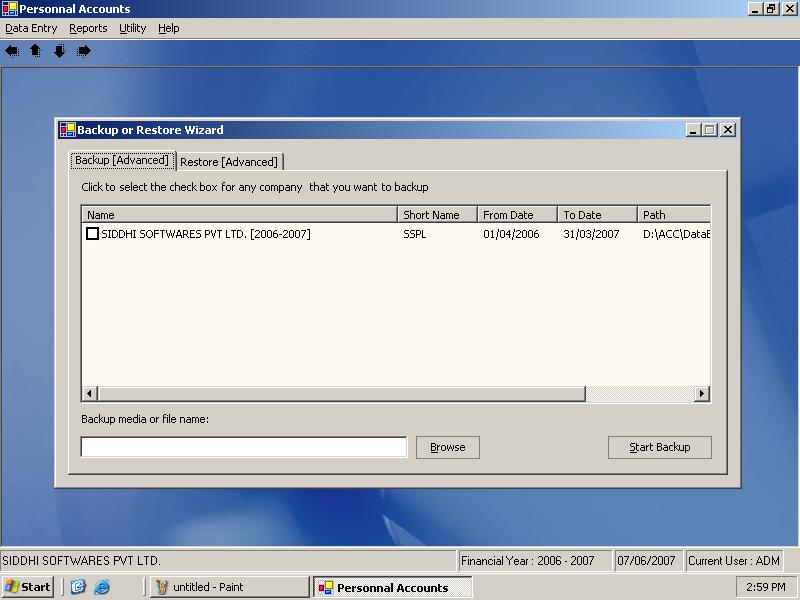 Personnal Accounts
Data Entry Reports Utility Help
Backup or Restore Wizard
Backup [Advanced] Restore [Advanced]
Click to select the check box for any company that you want to backup
Name Short Name From Date To Date Path
SIDDHI SOFTWARES PVT LTD. [2006-2007] SSPL 01/04/2006 31/03/2007 D:\ACC\DataE
Backup media or file name:
Browse Start Backup
SIDDHI SOFTWARES PVT LTD. Financial Year : 2006 - 2007 07/06/2007 Current User : ADM
Start untitled - Paint Personnal Accounts 2:59 PM